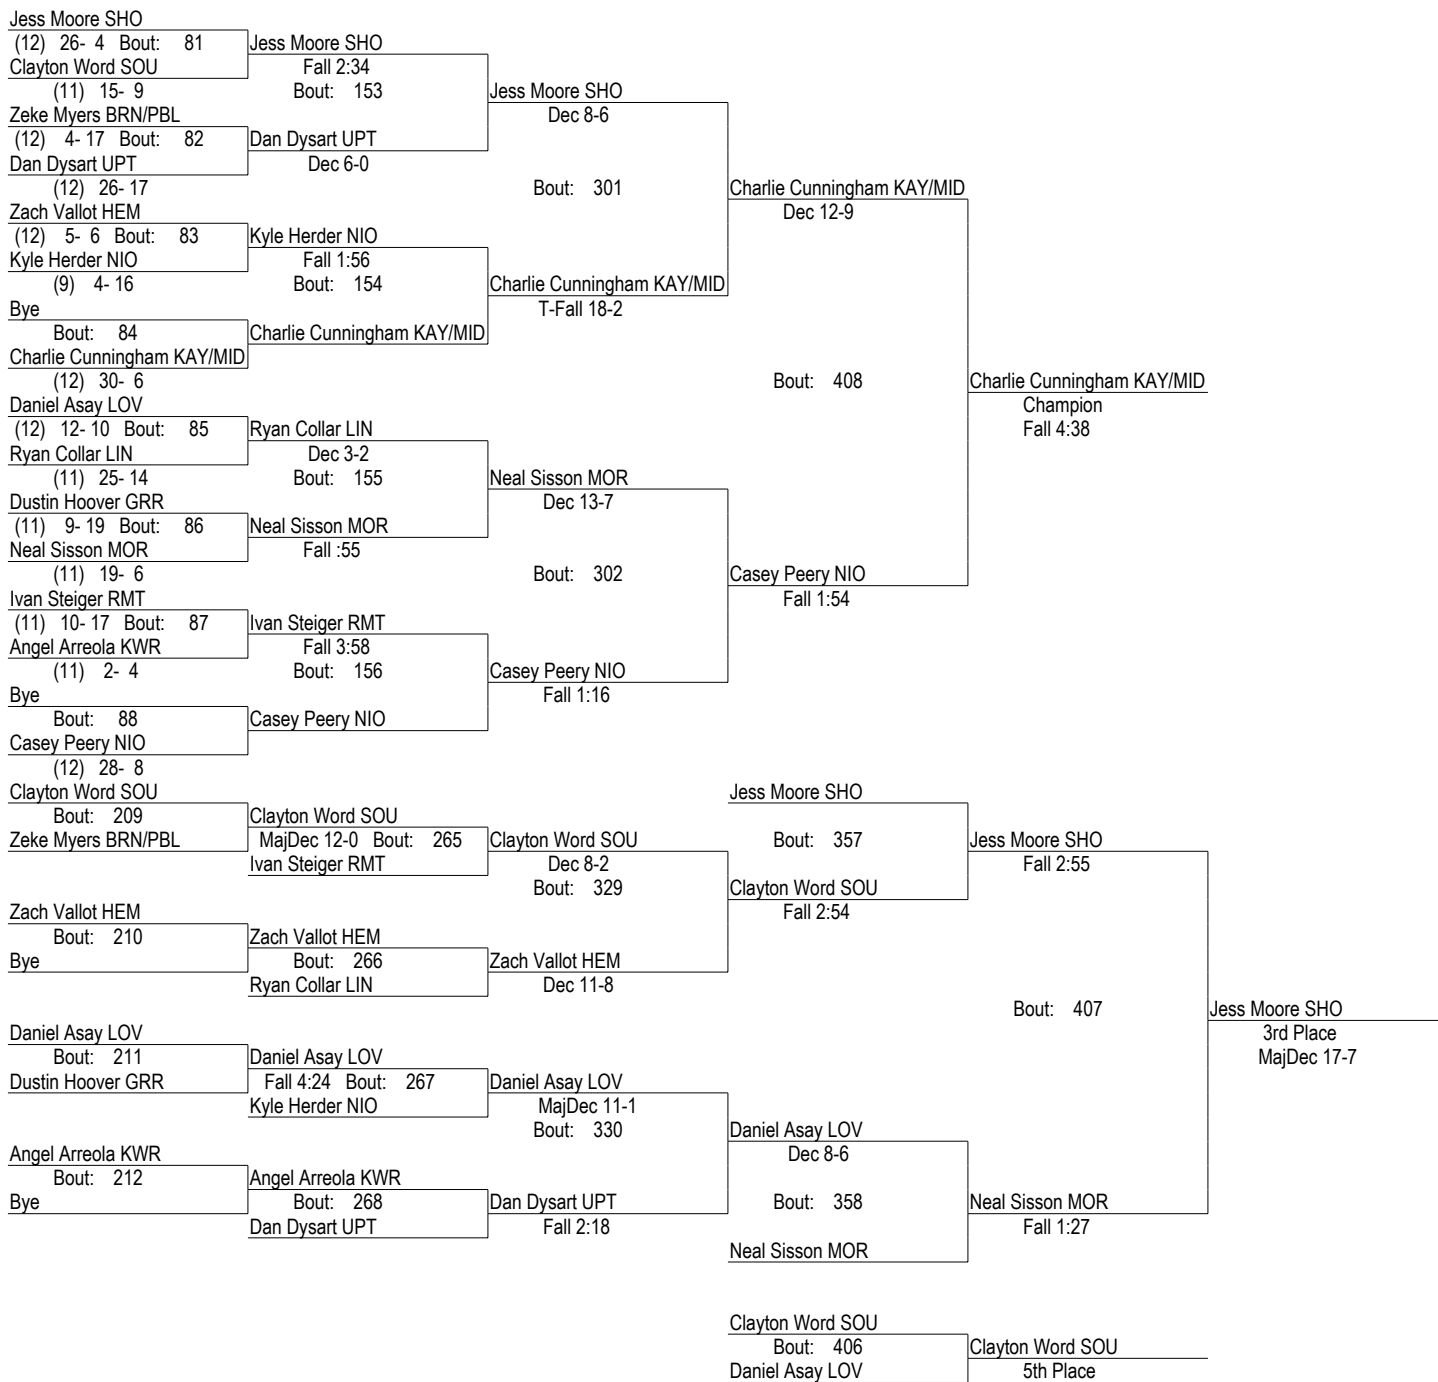 Jess Moore SHO
(12) 26- 4 Bout: 81 Jess Moore SHO
Clayton Word SOU Fall 2:34
(11) 15- 9 Bout: 153 Jess Moore SHO
Zeke Myers BRN/PBL Dec 8-6
(12) 4- 17 Bout: 82 Dan Dysart UPT
Dan Dysart UPT Dec 6-0
(12) 26- 17 Bout: 301 Charlie Cunningham KAY/MID
Zach Vallot HEM Dec 12-9
(12) 5- 6 Bout: 83 Kyle Herder NIO
Kyle Herder NIO Fall 1:56
(9) 4- 16 Bout: 154 Charlie Cunningham KAY/MID
Bye T-Fall 18-2
Bout: 84 Charlie Cunningham KAY/MID
Charlie Cunningham KAY/MID
(12) 30- 6 Bout: 408 Charlie Cunningham KAY/MID
Daniel Asay LOV Champion
(12) 12- 10 Bout: 85 Ryan Collar LIN Fall 4:38
Ryan Collar LIN Dec 3-2
(11) 25- 14 Bout: 155 Neal Sisson MOR
Dustin Hoover GRR Dec 13-7
(11) 9- 19 Bout: 86 Neal Sisson MOR
Neal Sisson MOR Fall :55
(11) 19- 6 Bout: 302 Casey Peery NIO
Ivan Steiger RMT Fall 1:54
(11) 10- 17 Bout: 87 Ivan Steiger RMT
Angel Arreola KWR Fall 3:58
(11) 2- 4 Bout: 156 Casey Peery NIO
Bye Fall 1:16
Bout: 88 Casey Peery NIO
Casey Peery NIO
(12) 28- 8
Clayton Word SOU Jess Moore SHO
Bout: 209 Clayton Word SOU
Zeke Myers BRN/PBL MajDec 12-0 Bout: 265 Clayton Word SOU Bout: 357 Jess Moore SHO
Ivan Steiger RMT Dec 8-2 Fall 2:55
Bout: 329 Clayton Word SOU
Zach Vallot HEM Fall 2:54
Bout: 210 Zach Vallot HEM
Bye Bout: 266 Zach Vallot HEM
Ryan Collar LIN Dec 11-8
Bout: 407 Jess Moore SHO
Daniel Asay LOV 3rd Place
Bout: 211 Daniel Asay LOV MajDec 17-7
Dustin Hoover GRR Fall 4:24 Bout: 267 Daniel Asay LOV
Kyle Herder NIO MajDec 11-1
Bout: 330 Daniel Asay LOV
Angel Arreola KWR Dec 8-6
Bout: 212 Angel Arreola KWR
Bye Bout: 268 Dan Dysart UPT Bout: 358 Neal Sisson MOR
Dan Dysart UPT Fall 2:18 Fall 1:27
Neal Sisson MOR
Clayton Word SOU
Bout: 406 Clayton Word SOU
Daniel Asay LOV 5th Place